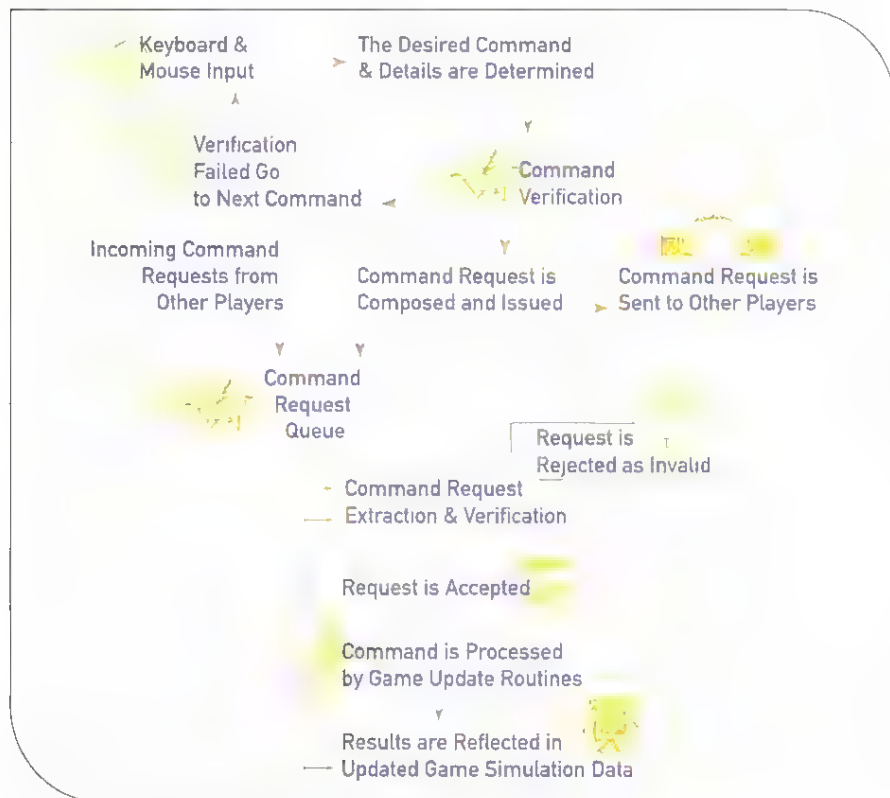 Keyboard &
Mouse Input
The Desired Command
& Details are Determined
Verification
Failed Go
to Next Command
Command
Verification
Incoming Command
Requests from
Other Players
Command Request is
Composed and Issued
Command Request is
Sent to Other Players
Command
Request
Queue
Request is
Rejected as Invalid
Command Request
Extraction & Verification
Request is Accepted
Command is Processed
by Game Update Routines
Results are Reflected in
Updated Game Simulation Data